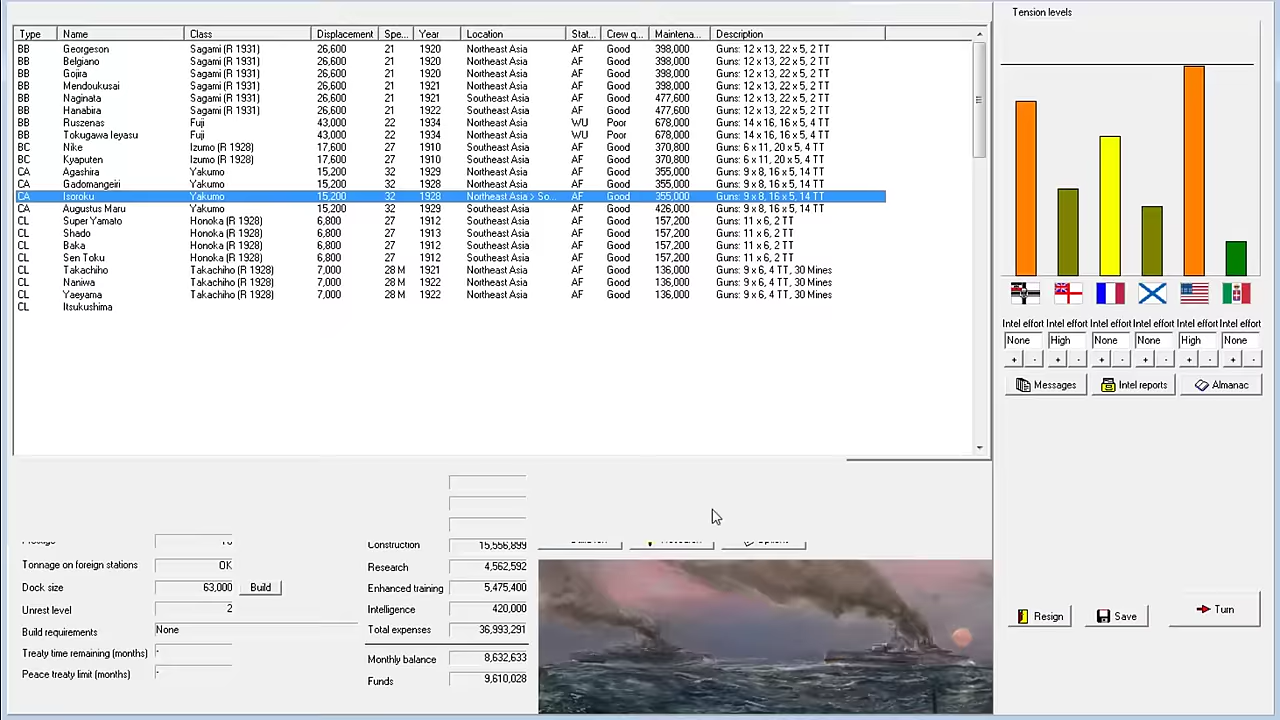 Tension levels
Type Name Class Displacement Spe... Year Location Stat... Crew q... Maintena... Description
BB Georgeson Sagami (R 1931) 26,600 21 1920 Northeast Asia AF Good 398,000 Guns: 12 x 13, 22 x 5, 2 TT
BB Belgiano Sagami (R 1931) 26,600 21 1920 Northeast Asia AF Good 398,000 Guns: 12 x 13, 22 x 5, 2 TT
BB Gojira Sagami (R 1931) 26,600 21 1920 Northeast Asia AF Good 398,000 Guns: 12 x 13, 22 x 5, 2 TT
BB Mendoukusai Sagami (R 1931) 26,600 21 1921 Northeast Asia AF Good 398,000 Guns: 12 x 13, 22 x 5, 2 TT
BB Naginata Sagami (R 1931) 26,600 21 1921 Southeast Asia AF Good 477,600 Guns: 12 x 13, 22 x 5, 2 TT
BB Hanabira Sagami (R 1931) 26,600 21 1922 Southeast Asia AF Good 477,600 Guns: 12 x 13, 22 x 5, 2 TT
BB Ruszenas Fuji 43,000 22 1934 Northeast Asia WU Poor 678,000 Guns: 14 x 16, 16 x 5, 4 TT
BB Tokugawa Ieyasu Fuji 43,000 22 1934 Northeast Asia WU Poor 678,000 Guns: 14 x 16, 16 x 5, 4 TT
BC Nike Izumo (R 1928) 17,600 27 1910 Southeast Asia AF Good 370,800 Guns: 6 x 11, 20 x 5, 4 TT
BC Kyaputen Izumo (R 1928) 17,600 27 1910 Southeast Asia AF Good 370,800 Guns: 6 x 11, 20 x 5, 4 TT
CA Agashira Yakumo 15,200 32 1929 Northeast Asia AF Good 355,000 Guns: 9 x 8, 16 x 5, 14 TT
CA Gadomangeiri Yakumo 15,200 32 1928 Northeast Asia AF Good 355,000 Guns: 9 x 8, 16 x 5, 14 TT
CA Isoroku Yakumo 15,200 32 1928 Northeast Asia > So... AF Good 355,000 Guns: 9 x 8, 16 x 5, 14 TT
CA Augustus Maru Yakumo 15,200 32 1929 Southeast Asia AF Good 426,000 Guns: 9 x 8, 16 x 5, 14 TT
CL Super Yamato Honoka (R 1928) 6,800 27 1912 Southeast Asia AF Good 157,200 Guns: 11 x 6, 2 TT
CL Shado Honoka (R 1928) 6,800 27 1913 Southeast Asia AF Good 157,200 Guns: 11 x 6, 2 TT
CL Baka Honoka (R 1928) 6,800 27 1912 Southeast Asia AF Good 157,200 Guns: 11 x 6, 2 TT
CL Sen Toku Honoka (R 1928) 6,800 27 1912 Southeast Asia AF Good 157,200 Guns: 11 x 6, 2 TT
CL Takachiho Takachiho (R 1928) 7,000 28 M 1921 Northeast Asia AF Good 136,000 Guns: 9 x 6, 4 TT, 30 Mines
CL Naniwa Takachiho (R 1928) 7,000 28 M 1922 Northeast Asia AF Good 136,000 Guns: 9 x 6, 4 TT, 30 Mines
CL Yaeyama Takachiho (R 1928) 7,000 28 M 1922 Northeast Asia AF Good 136,000 Guns: 9 x 6, 4 TT, 30 Mines
CL Itsukushima
Intel effort Intel effort Intel effort Intel effort Intel effort Intel effort
None High None None High None
+ - + - + - + - + - + -
Messages Intel reports Almanac
Tonnage on foreign stations OK
Dock size 63,000 Build
Unrest level 2
Build requirements None
Treaty time remaining (months) -
Peace treaty limit (months) -
Construction 15,556,899
Research 4,562,592
Enhanced training 5,475,400
Intelligence 420,000
Total expenses 36,993,291
Monthly balance 8,632,633
Funds 9,610,028
Resign Save Turn